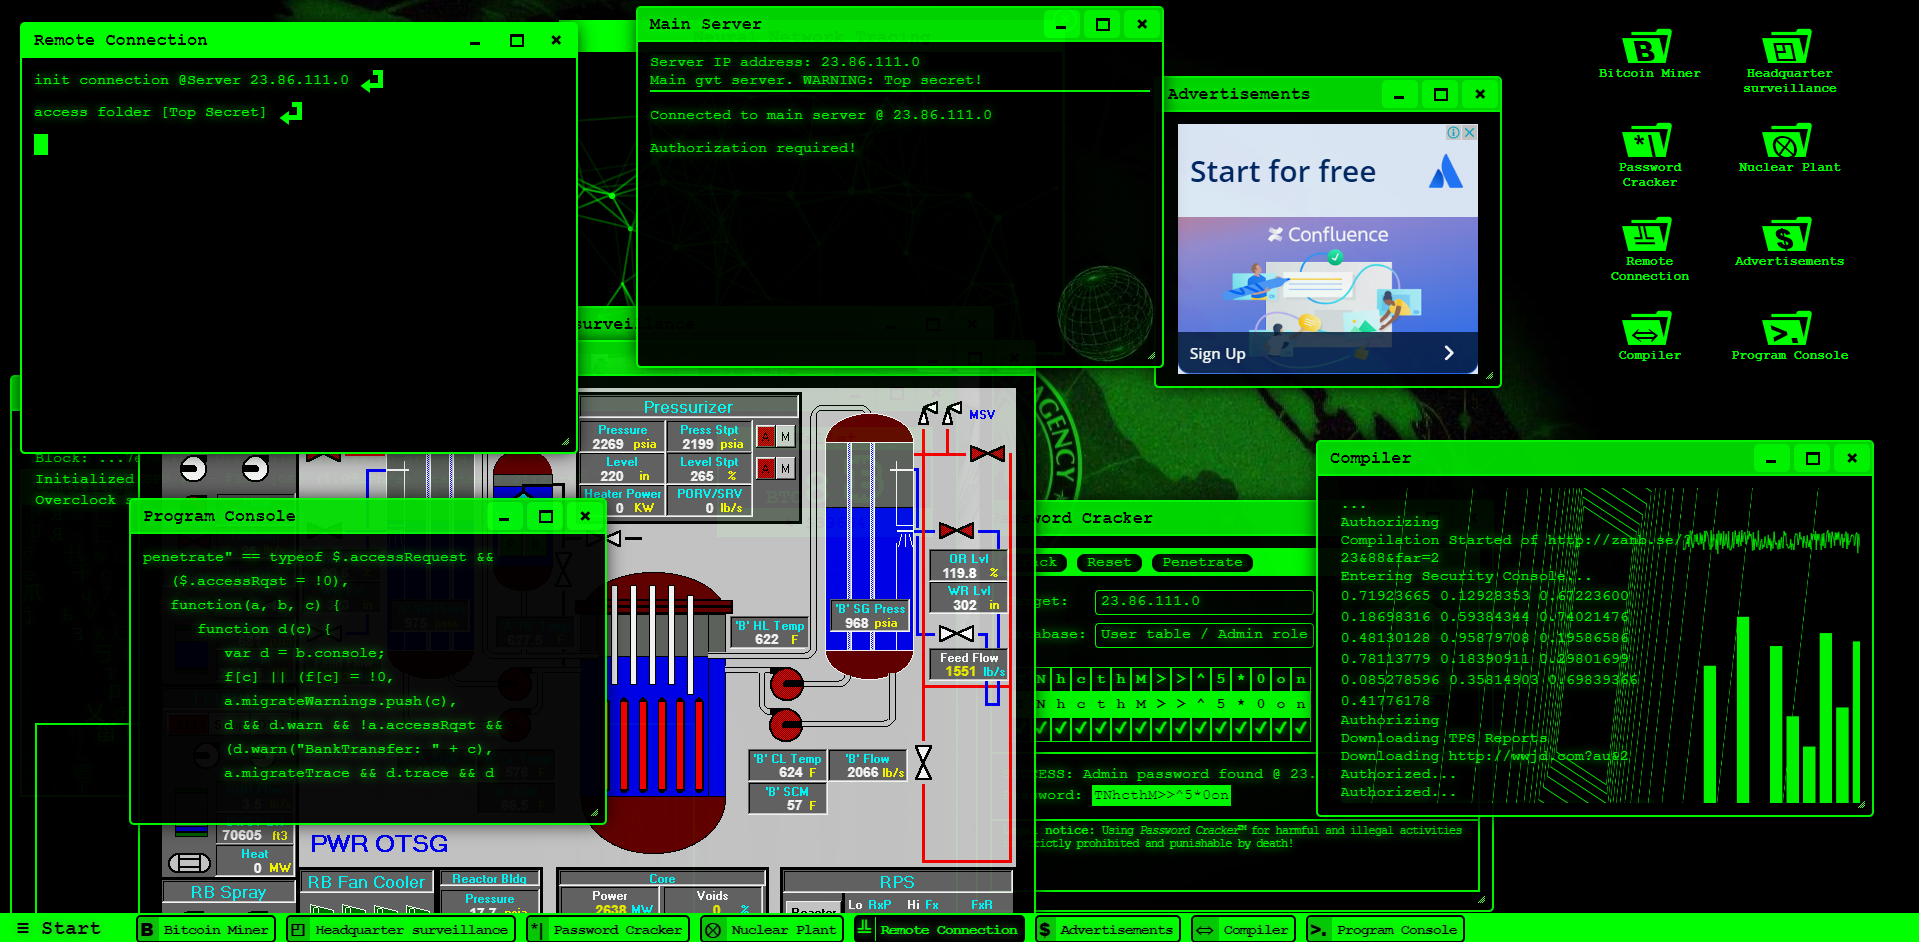 Remote Connection
init connection @Server 23.86.111.0
access folder [Top Secret]
Main Server
Neural Network Tracing
Server IP address: 23.86.111.0
Main gvt server. WARNING: Top secret!
Connected to main server @ 23.86.111.0
Authorization required!
Advertisements
Start for free
Confluence
Sign Up
Bitcoin Miner
Headquarter
surveillance
Password
Cracker
Nuclear Plant
Remote
Connection
Advertisements
Compiler
Program Console
surveillance
Block: ...7e
Initialized
Overclock
Pressurizer
Pressure
2269 psia
Press Stpt
2199 psia
A M
Level
220 in
Level Stpt
265 %
A M
Heater Power
0 KW
PORV/SRV
0 lb/s
MSV
OR Lvl
119.8 %
WR Lvl
302 in
'B' SG Press
968 psia
'B' HL Temp
622 F
Feed Flow
1551 lb/s
'B' CL Temp
624 F
'B' Flow
2066 lb/s
'B' SCM
57 F
PWR OTSG
70605 ft3
Heat
0 MW
RB Spray
RB Fan Cooler
Reactor Bldg
Pressure
17.7 psia
Core
Power
2638 MW
Voids
0 %
RPS
Reactor
Lo RxP Hi Fx FxR
Program Console
penetrate" == typeof $.accessRequest &&
($.accessRqst = !0),
function(a, b, c) {
function d(c) {
var d = b.console;
f[c] || (f[c] = !0,
a.migrateWarnings.push(c),
d && d.warn && !a.accessRqst &&
(d.warn("BankTransfer: " + c),
a.migrateTrace && d.trace && d
AGENCY
word Cracker
ck Reset Penetrate
get: 23.86.111.0
abase: User table / Admin role
N h c t h M > > ^ 5 * 0 o n
N h c t h M > > ^ 5 * 0 o n
ESS: Admin password found @ 23.
word: TNhcthM>>^5*0on
notice: Using Password Cracker™ for harmful and illegal activities
rictly prohibited and punishable by death!
Compiler
...
Authorizing
Compilation Started of http://zanb.se/?
23&88&far=2
Entering Security Console...
0.71923665 0.12928353 0.67223600
0.18698316 0.59384344 0.74021476
0.48130128 0.95879708 0.19586586
0.78113779 0.18390911 0.29801699
0.085278596 0.35814903 0.69839366
0.41776178
Authorizing
Downloading TPS Reports
Downloading http://wwjd.com?au&2
Authorized...
Authorized...
Start
Bitcoin Miner
Headquarter surveillance
Password Cracker
Nuclear Plant
Remote Connection
Advertisements
Compiler
Program Console